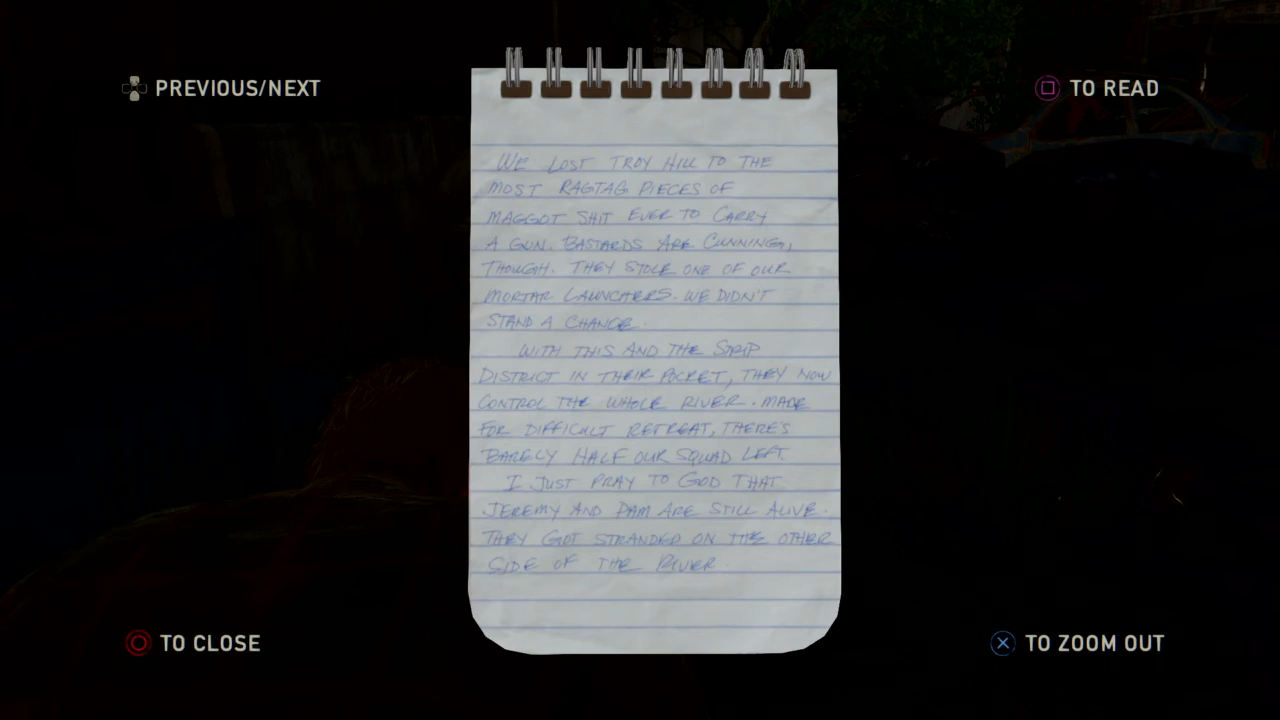 PREVIOUS/NEXT
TO READ
WE LOST TROY HILL TO THE
MOST RAGTAG PIECES OF
MAGGOT SHIT EVER TO CARRY
A GUN. BASTARDS ARE CUNNING,
THOUGH. THEY STOLE ONE OF OUR
MORTAR LAUNCHERS. WE DIDN'T
STAND A CHANCE.
WITH THIS AND THE STRIP
DISTRICT IN THEIR POCKET, THEY NOW
CONTROL THE WHOLE RIVER. MADE
FOR DIFFICULT RETREAT, THERE'S
BARELY HALF OUR SQUAD LEFT
I JUST PRAY TO GOD THAT
JEREMY AND PAM ARE STILL ALIVE.
THEY GOT STRANDED ON THE OTHER
SIDE OF THE RIVER.
TO CLOSE
TO ZOOM OUT